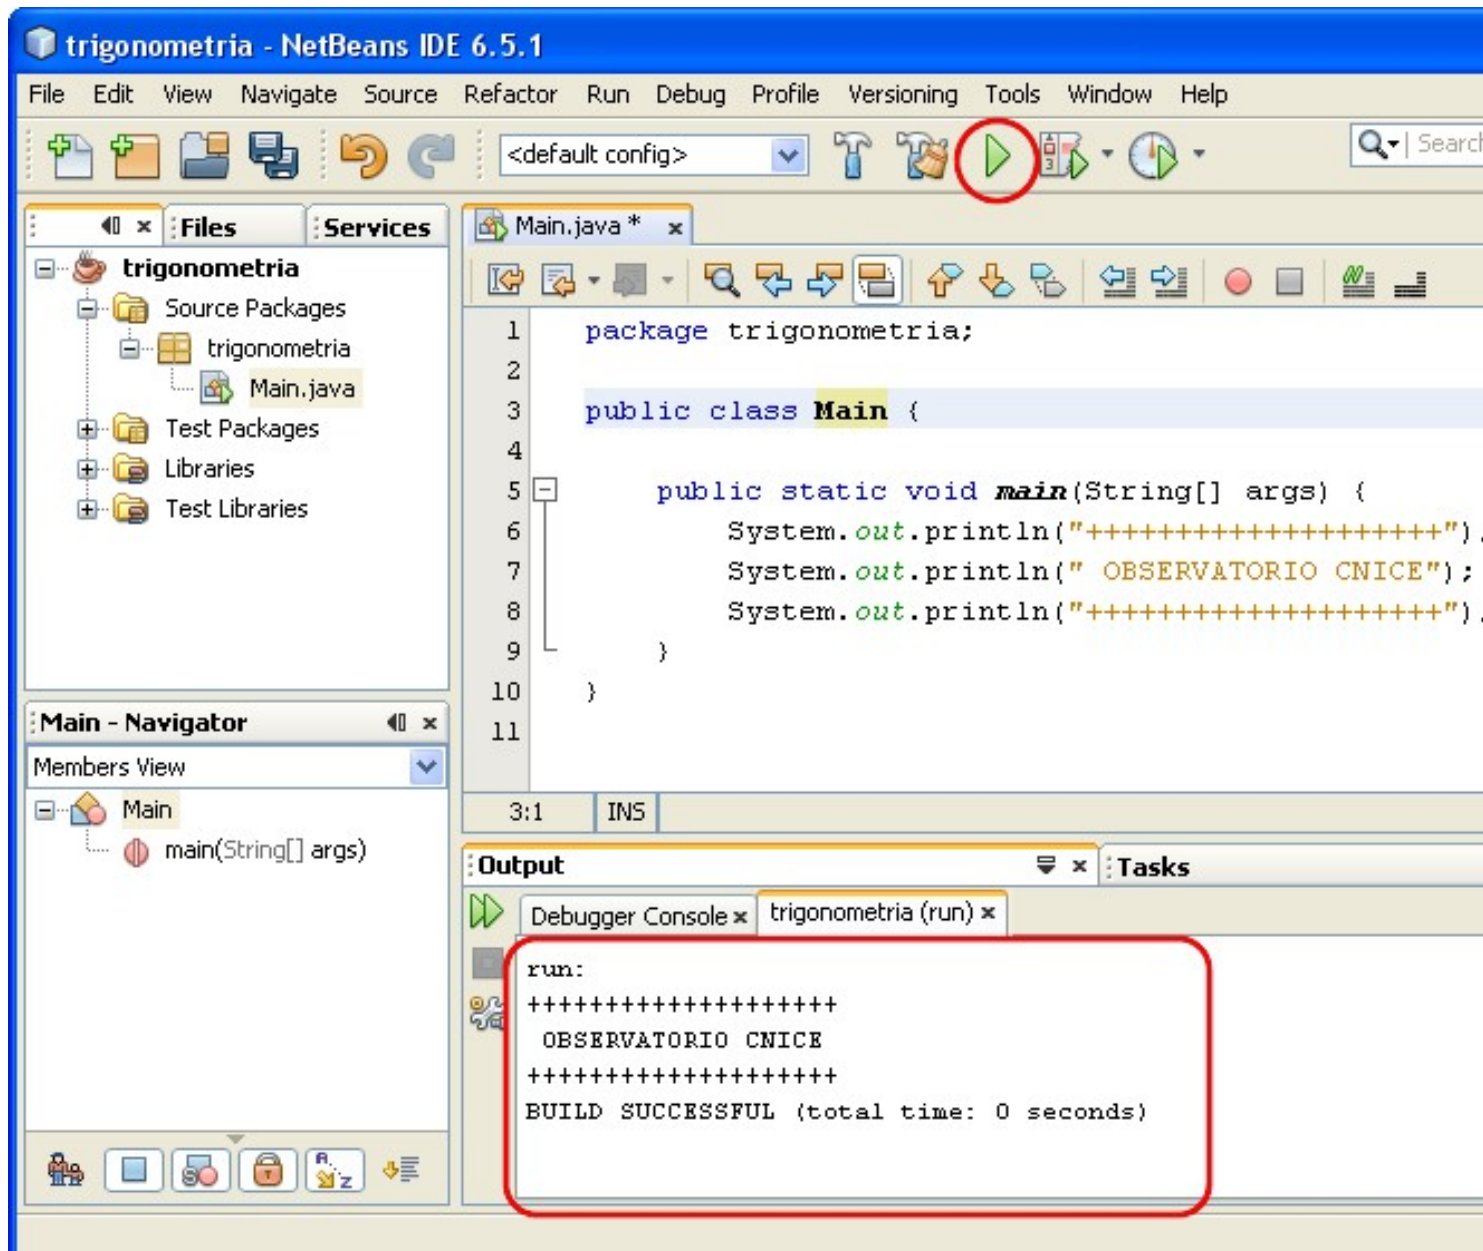 trigonometria - NetBeans IDE 6.5.1
File Edit View Navigate Source Refactor Run Debug Profile Versioning Tools Window Help
<default config>
Search
Files Services
trigonometria
Source Packages
trigonometria
Main.java
Test Packages
Libraries
Test Libraries
Main - Navigator
Members View
Main
main(String[] args)
Main.java *
1 package trigonometria;
2
3 public class Main {
4
5 public static void main(String[] args) {
6 System.out.println("++++++++++++++++++++")
7 System.out.println(" OBSERVATORIO CNICE");
8 System.out.println("++++++++++++++++++++")
9 }
10 }
11
3:1 INS
Output Tasks
Debugger Console trigonometria (run)
run:
++++++++++++++++++++
OBSERVATORIO CNICE
++++++++++++++++++++
BUILD SUCCESSFUL (total time: 0 seconds)